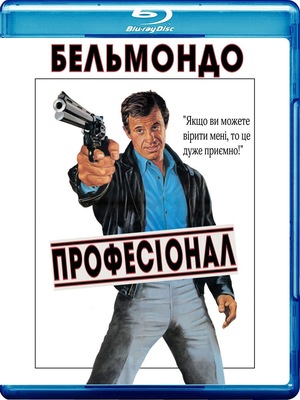 Blu-ray Disc
БЕЛЬМОНДО
"Якщо ви можете
вірити мені, то це
дуже приємно!"
ПРОФЕСІОНАЛ